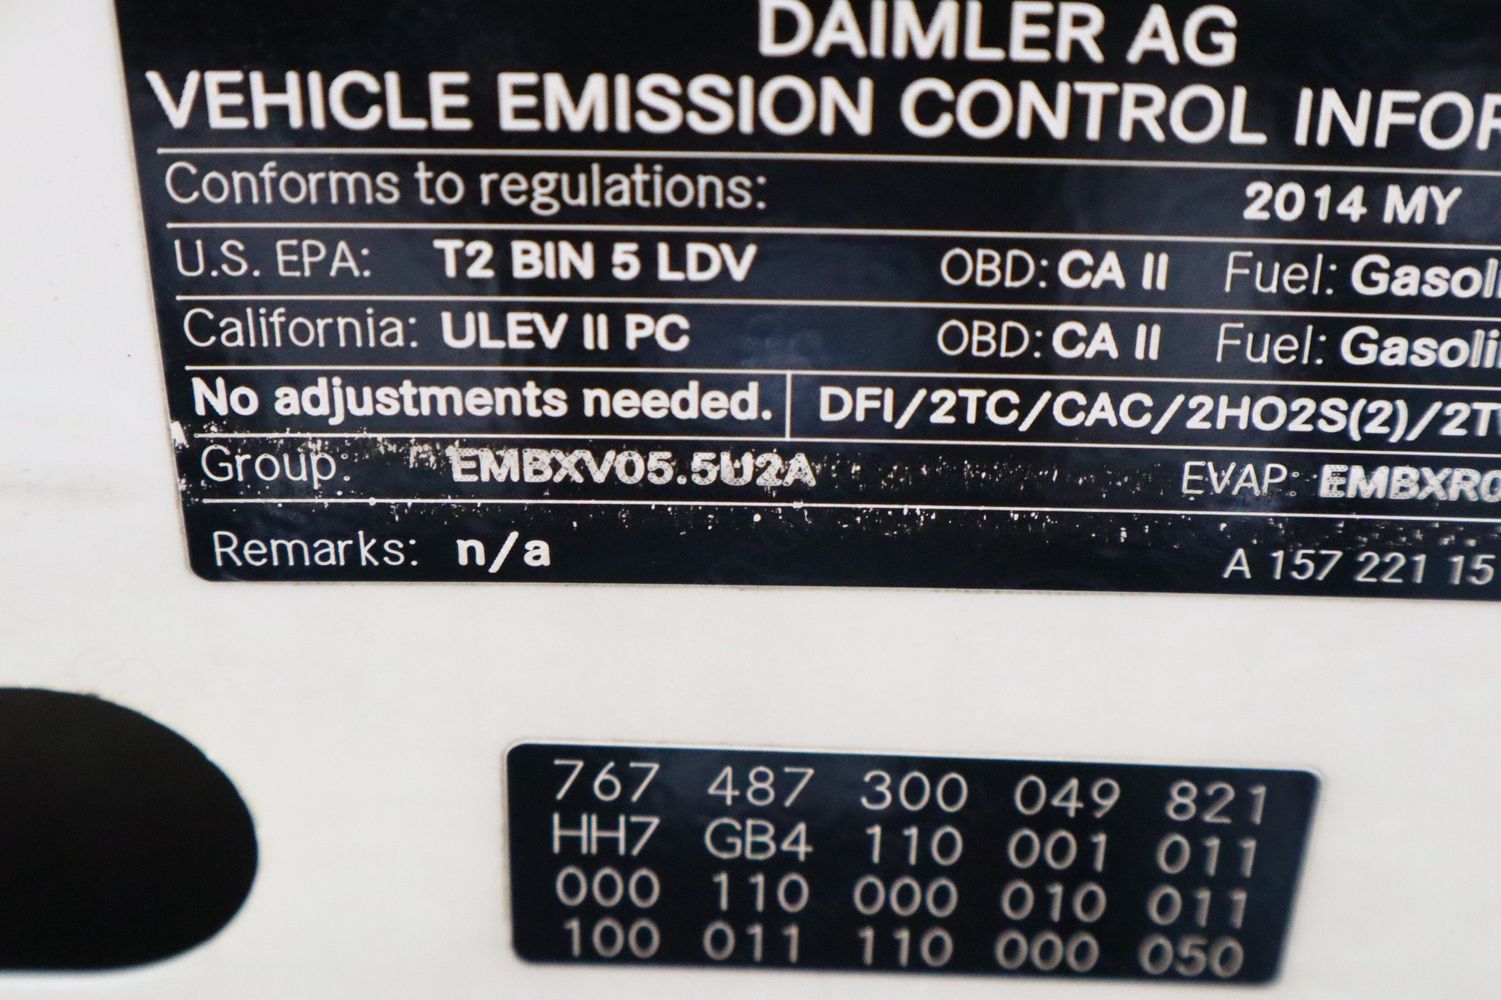 DAIMLER AG
VEHICLE EMISSION CONTROL INFOR
Conforms to regulations: 2014 MY
U.S. EPA: T2 BIN 5 LDV OBD: CA II Fuel: Gasoli
California: ULEV II PC OBD: CA II Fuel: Gasolin
No adjustments needed. DFI/2TC/CAC/2HO2S(2)/2T
Group: EMBXV05.5U2A EVAP: EMBXR0
Remarks: n/a A 157 221 15
767 487 300 049 821
HH7 GB4 110 001 011
000 110 000 010 011
100 011 110 000 050